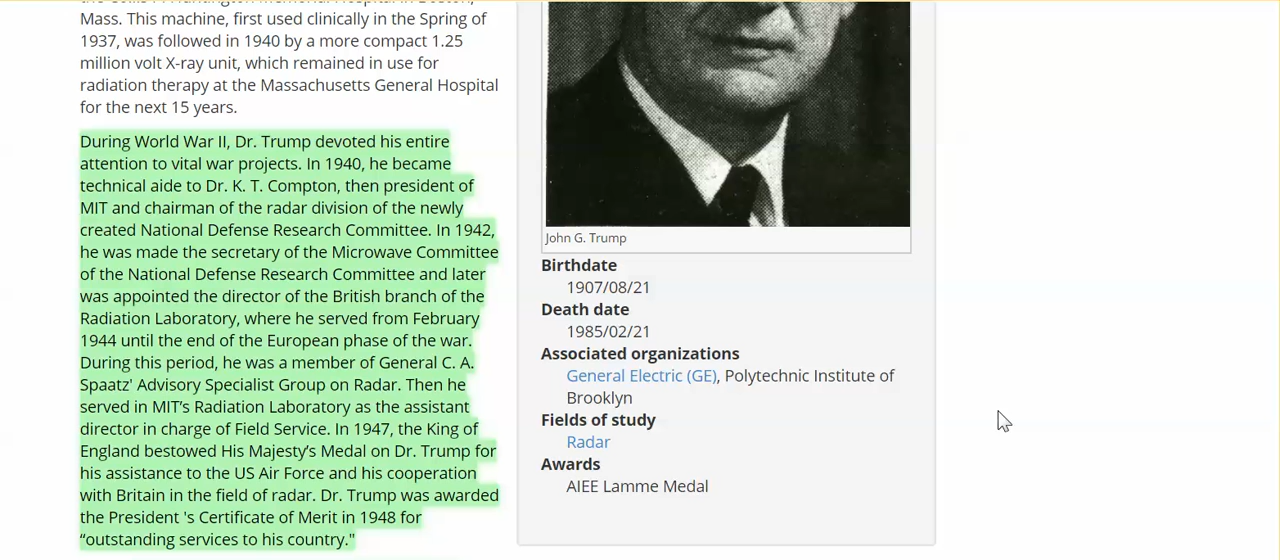 Mass. This machine, first used clinically in the Spring of
1937, was followed in 1940 by a more compact 1.25
million volt X-ray unit, which remained in use for
radiation therapy at the Massachusetts General Hospital
for the next 15 years.
During World War II, Dr. Trump devoted his entire
attention to vital war projects. In 1940, he became
technical aide to Dr. K. T. Compton, then president of
MIT and chairman of the radar division of the newly
created National Defense Research Committee. In 1942,
he was made the secretary of the Microwave Committee
of the National Defense Research Committee and later
was appointed the director of the British branch of the
Radiation Laboratory, where he served from February
1944 until the end of the European phase of the war.
During this period, he was a member of General C. A.
Spaatz' Advisory Specialist Group on Radar. Then he
served in MIT’s Radiation Laboratory as the assistant
director in charge of Field Service. In 1947, the King of
England bestowed His Majesty’s Medal on Dr. Trump for
his assistance to the US Air Force and his cooperation
with Britain in the field of radar. Dr. Trump was awarded
the President 's Certificate of Merit in 1948 for
“outstanding services to his country."
John G. Trump
Birthdate
1907/08/21
Death date
1985/02/21
Associated organizations
General Electric (GE), Polytechnic Institute of
Brooklyn
Fields of study
Radar
Awards
AIEE Lamme Medal